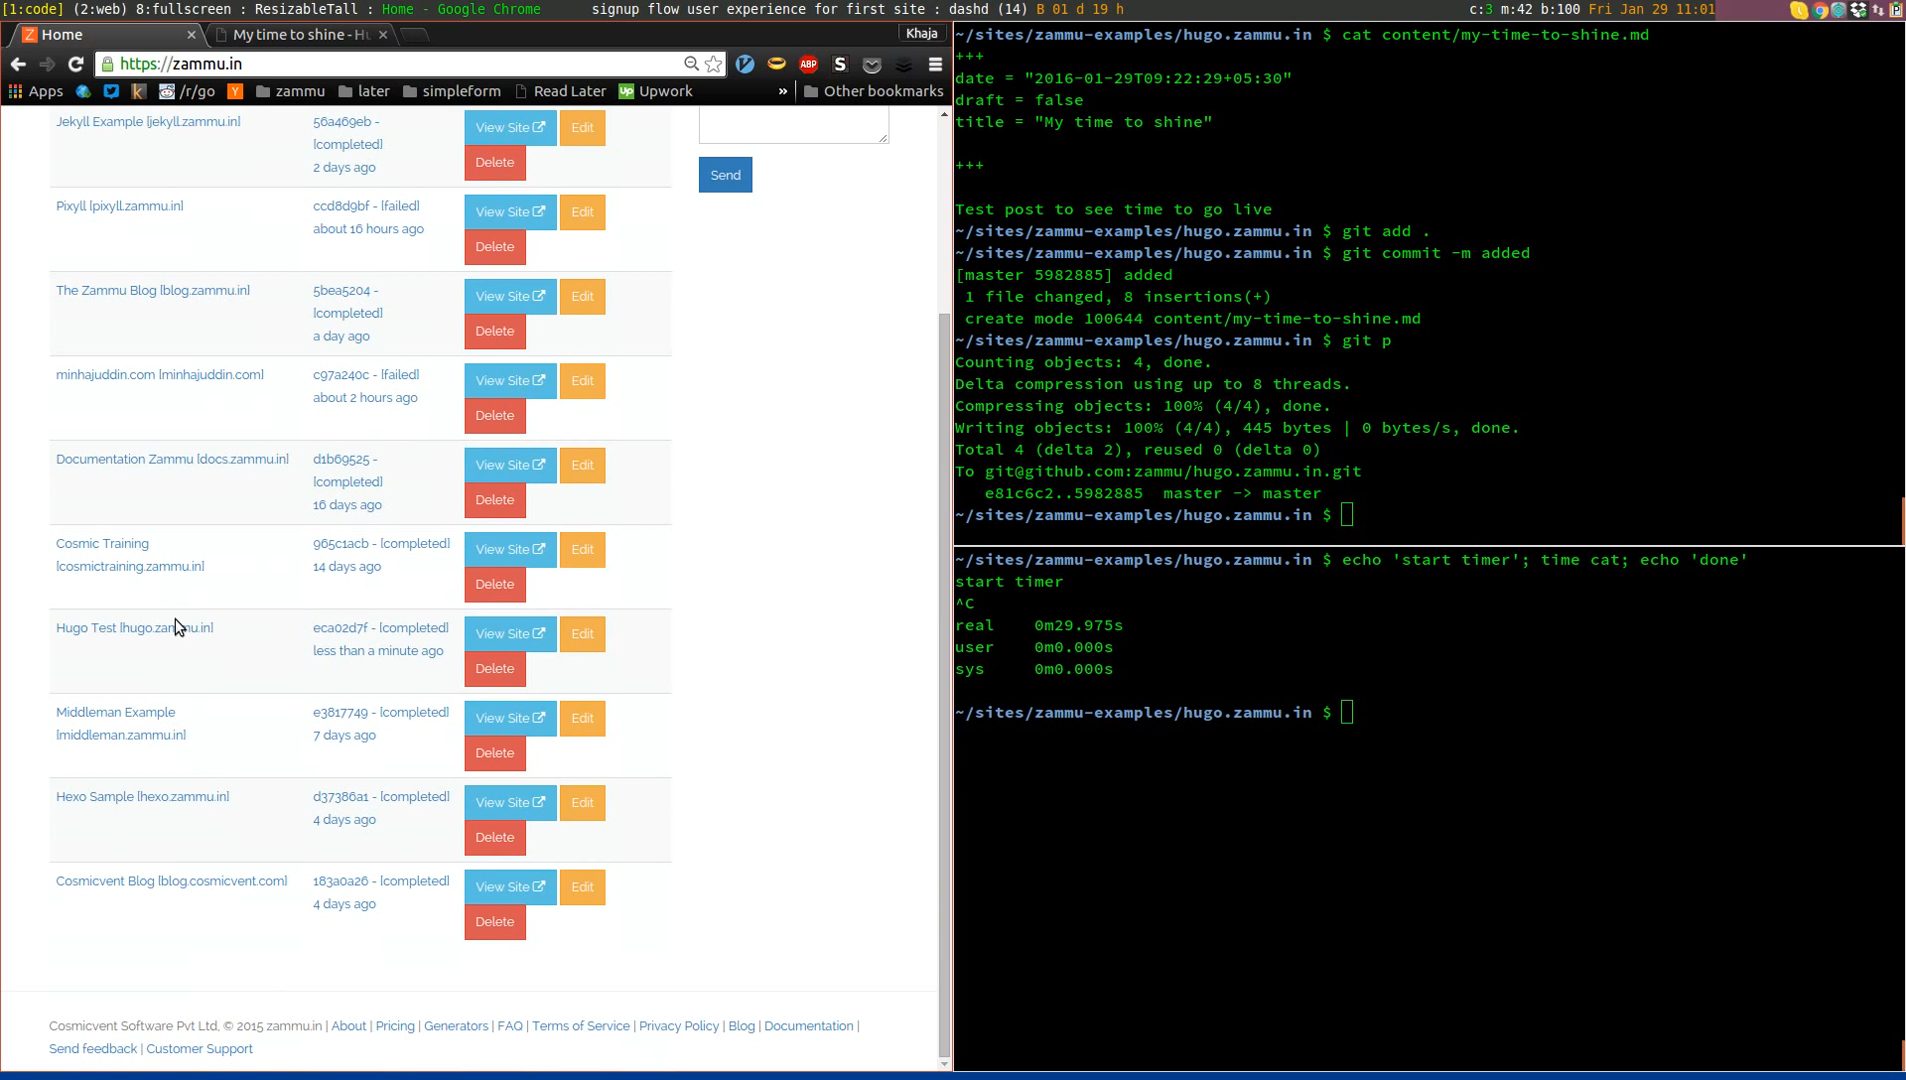 [1:code] (2:web) 8:fullscreen : ResizableTall : Home - Google Chrome signup flow user experience for first site : dashd (14) B 01 d 19 h c:3 m:42 b:100 Fri Jan 29 11:01
Home
My time to shine - Hu
Khaja
https://zammu.in
ABP
S
Apps
/r/go
zammu
later
simpleform
Read Later
Up Upwork
»
Other bookmarks
Jekyll Example [jekyll.zammu.in]
56a469eb -
[completed]
2 days ago
View Site
Edit
Delete
Send
Pixyll [pixyll.zammu.in]
ccd8d9bf - [failed]
about 16 hours ago
View Site
Edit
Delete
The Zammu Blog [blog.zammu.in]
5bea5204 -
[completed]
a day ago
View Site
Edit
Delete
minhajuddin.com [minhajuddin.com]
c97a240c - [failed]
about 2 hours ago
View Site
Edit
Delete
Documentation Zammu [docs.zammu.in]
d1b69525 -
[completed]
16 days ago
View Site
Edit
Delete
Cosmic Training
[cosmictraining.zammu.in]
965c1acb - [completed]
14 days ago
View Site
Edit
Delete
Hugo Test [hugo.zammu.in]
eca02d7f - [completed]
less than a minute ago
View Site
Edit
Delete
Middleman Example
[middleman.zammu.in]
e3817749 - [completed]
7 days ago
View Site
Edit
Delete
Hexo Sample [hexo.zammu.in]
d37386a1 - [completed]
4 days ago
View Site
Edit
Delete
Cosmicvent Blog [blog.cosmicvent.com]
183a0a26 - [completed]
4 days ago
View Site
Edit
Delete
Cosmicvent Software Pvt Ltd, © 2015 zammu.in | About | Pricing | Generators | FAQ | Terms of Service | Privacy Policy | Blog | Documentation |
Send feedback | Customer Support
~/sites/zammu-examples/hugo.zammu.in $ cat content/my-time-to-shine.md
+++
date = "2016-01-29T09:22:29+05:30"
draft = false
title = "My time to shine"
+++
Test post to see time to go live
~/sites/zammu-examples/hugo.zammu.in $ git add .
~/sites/zammu-examples/hugo.zammu.in $ git commit -m added
[master 5982885] added
1 file changed, 8 insertions(+)
create mode 100644 content/my-time-to-shine.md
~/sites/zammu-examples/hugo.zammu.in $ git p
Counting objects: 4, done.
Delta compression using up to 8 threads.
Compressing objects: 100% (4/4), done.
Writing objects: 100% (4/4), 445 bytes | 0 bytes/s, done.
Total 4 (delta 2), reused 0 (delta 0)
To git@github.com:zammu/hugo.zammu.in.git
e81c6c2..5982885 master -> master
~/sites/zammu-examples/hugo.zammu.in $
~/sites/zammu-examples/hugo.zammu.in $ echo 'start timer'; time cat; echo 'done'
start timer
^C
real 0m29.975s
user 0m0.000s
sys 0m0.000s
~/sites/zammu-examples/hugo.zammu.in $